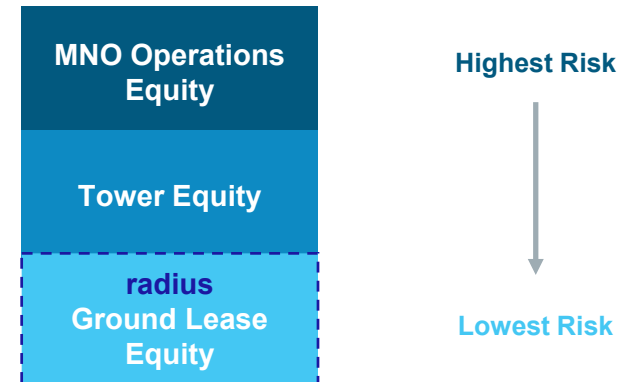 MNO Operations
Equity
Highest Risk
Tower Equity
radius
Ground Lease
Equity
Lowest Risk